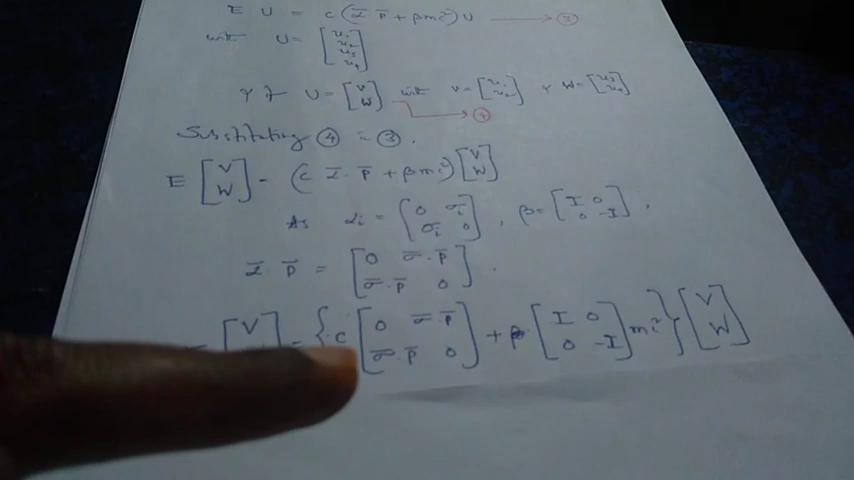 E U = c (ᾱ p̄ + βmc²) U → ③
with U = [u₁ u₂ u₃ u₄]
& if U = [V W] with V = [u₁ u₂] & W = [u₃ u₄] → ④
Substituting ④ in ③.
E [V W] = (c ᾱ. p̄ + βmc²) [V W]
As αi = [0 σi σi 0], β = [I 0 0 -I],
ᾱ p̄ = [0 σ̄.p̄ σ̄.p̄ 0].
[V = {c [0 σ̄.p̄ σ̄.p̄ 0] + [I 0 0 -I] mc²} [V W]